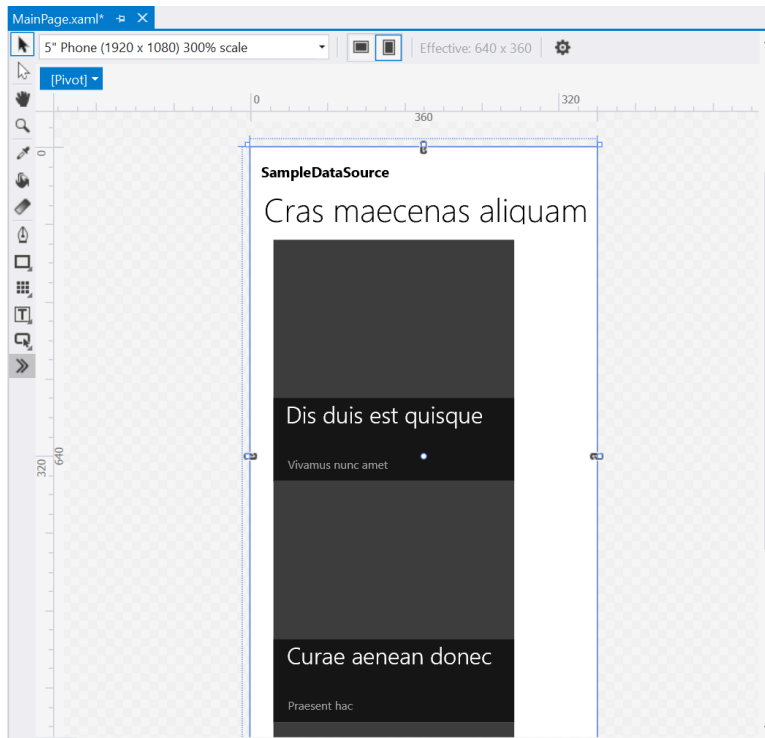 MainPage.xaml*
5" Phone (1920 x 1080) 300% scale
Effective: 640 x 360
[Pivot]
0
320
360
0
SampleDataSource
Cras maecenas aliquam
Dis duis est quisque
Vivamus nunc amet
320
640
Curae aenean donec
Praesent hac